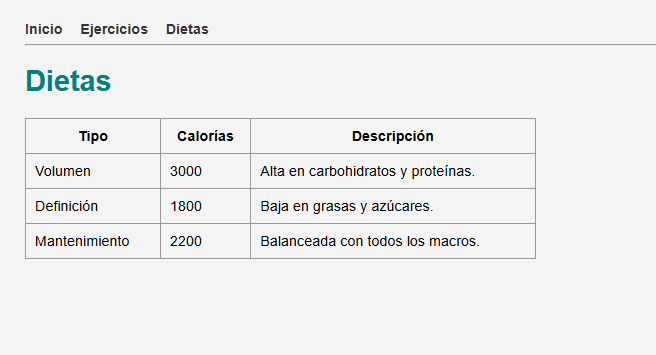 Inicio Ejercicios Dietas
Dietas
Tipo Calorías Descripción
Volumen 3000 Alta en carbohidratos y proteínas.
Definición 1800 Baja en grasas y azúcares.
Mantenimiento 2200 Balanceada con todos los macros.